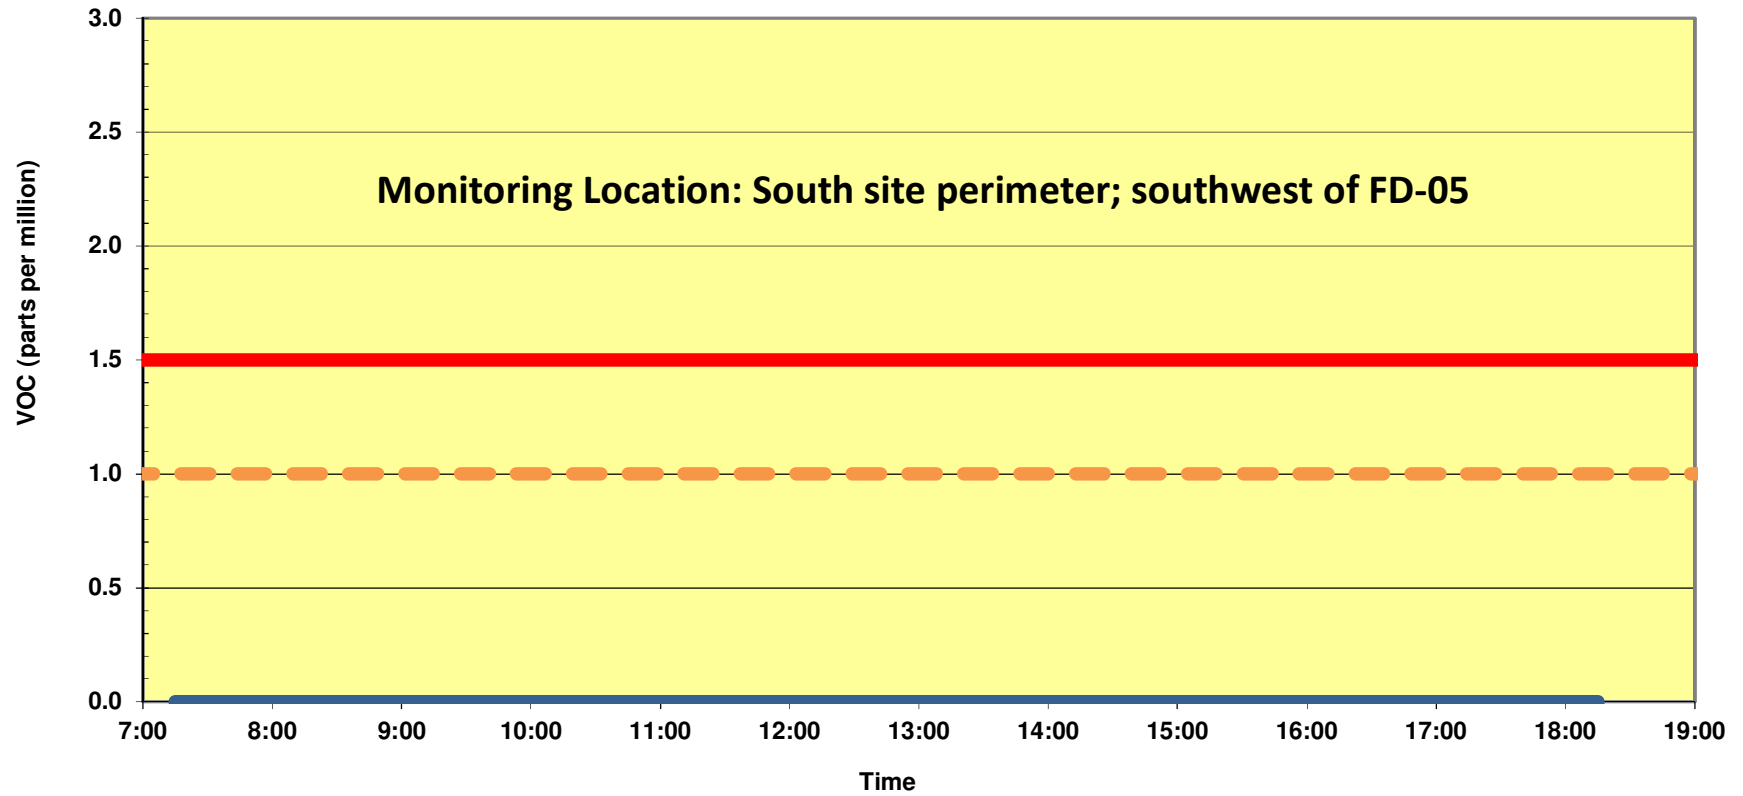 3.0
2.5
Monitoring Location: South site perimeter; southwest of FD-05
2.0
VOC (parts per million)
1.5
1.0
0.5
0.0
7:00 8:00 9:00 10:00 11:00 12:00 13:00 14:00 15:00 16:00 17:00 18:00 19:00
Time